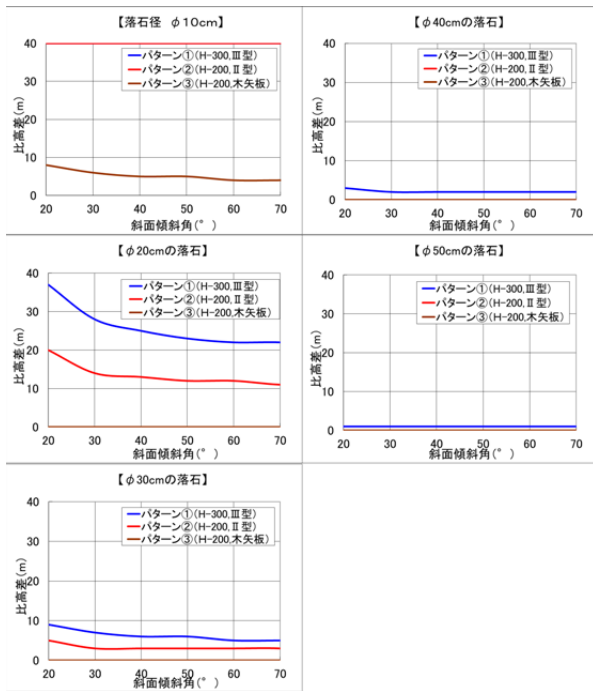 【落石径 φ10cm】
40
30
20
10
0
比高差(m)
パターン①(H-300,Ⅲ型)
パターン②(H-200,Ⅱ型)
パターン③(H-200,木矢板)
20 30 40 50 60 70
斜面傾斜角(°)
【φ40cmの落石】
40
30
20
10
0
比高差(m)
パターン①(H-300,Ⅲ型)
パターン②(H-200,Ⅱ型)
パターン③(H-200,木矢板)
20 30 40 50 60 70
斜面傾斜角(°)
【φ20cmの落石】
40
30
20
10
0
比高差(m)
パターン①(H-300,Ⅲ型)
パターン②(H-200,Ⅱ型)
パターン③(H-200,木矢板)
20 30 40 50 60 70
斜面傾斜角(°)
【φ50cmの落石】
40
30
20
10
0
比高差(m)
パターン①(H-300,Ⅲ型)
パターン②(H-200,Ⅱ型)
パターン③(H-200,木矢板)
20 30 40 50 60 70
斜面傾斜角(°)
【φ30cmの落石】
40
30
20
10
0
比高差(m)
パターン①(H-300,Ⅲ型)
パターン②(H-200,Ⅱ型)
パターン③(H-200,木矢板)
20 30 40 50 60 70
斜面傾斜角(°)